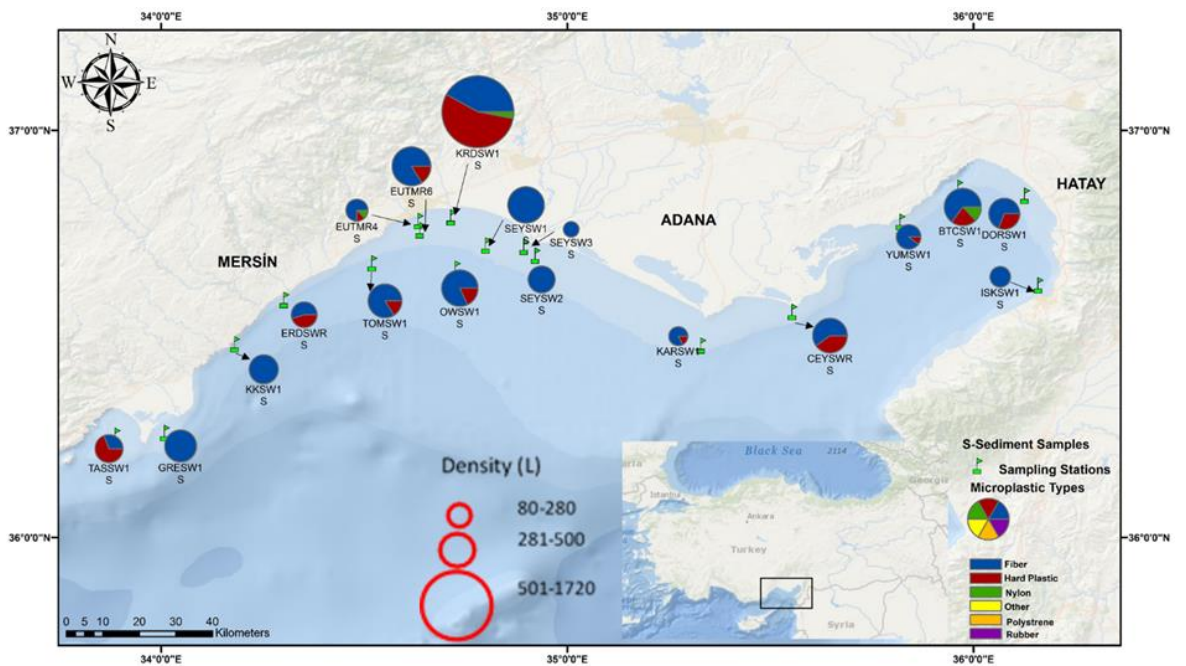 34°0'0"E
35°0'0"E
36°0'0"E
N
W
E
S
37°0'0"N
37°0'0"N
KRDSW1
S
EUTMR6
S
HATAY
EUTMR4
S
SEYSW1
S
SEYSW3
S
ADANA
BTCSW1
S
DORSW1
S
YUMSW1
S
MERSİN
SEYSW2
S
ISKSW1
S
OWSW1
S
TOMSW1
S
ERDSWR
S
KARSW1
S
CEYSWR
S
KKSW1
S
TASSW1
S
GRESW1
S
Density (L)
80-280
281-500
501-1720
Black Sea
2114
Georgia
Istanbul
Ankara
Turkey
Syria
S-Sediment Samples
Sampling Stations
Microplastic Types
Fiber
Hard Plastic
Nylon
Other
Polystrene
Rubber
36°0'0"N
36°0'0"N
0 5 10 20 30 40
Kilometers
34°0'0"E
35°0'0"E
36°0'0"E